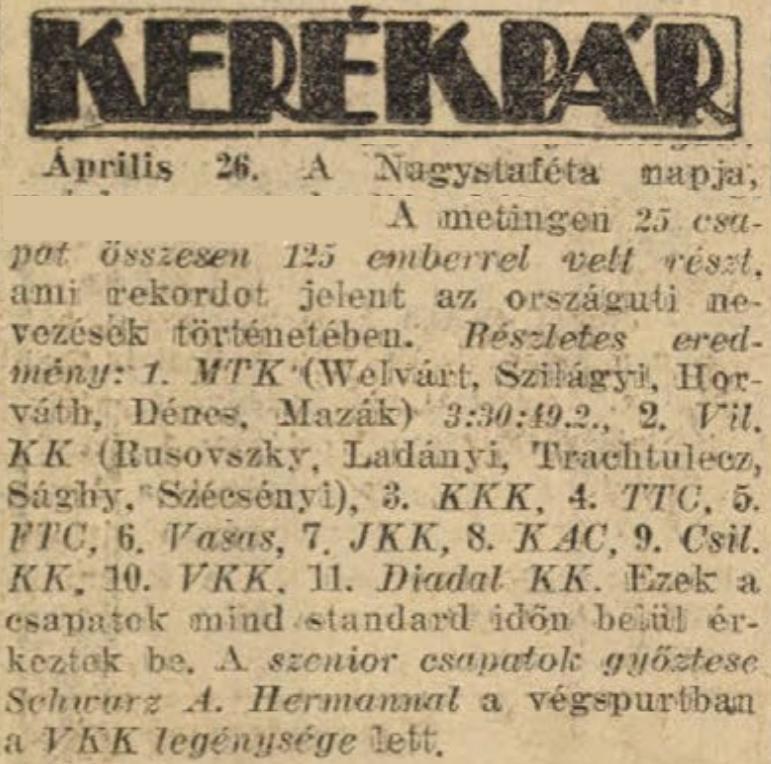 KERÉKPÁR
Április 26. A Nagystaféta napja,
A metingen 25 csa-
pat összesen 125 emberrel vett részt,
ami rekordot jelent az országuti ne-
vezések történetében. Részletes ered-
mény: 1. MTK (Welvárt, Szilágyi, Hor-
váth, Dénes, Mazák) 3:30:49.2., 2. Vil.
KK (Rusovszky, Ladányi, Trachtulecz,
Sághy, Szécsényi), 3. KKK, 4. TTC, 5.
FTC, 6. Vasas, 7. JKK, 8. KAC, 9. Csil.
KK, 10. VKK, 11. Diadal KK. Ezek a
csapatok mind standard időn belül ér-
keztek be. A szenior csapatok győztese
Schwarz A. Hermannal a végspurtban
a VKK legénysége lett.